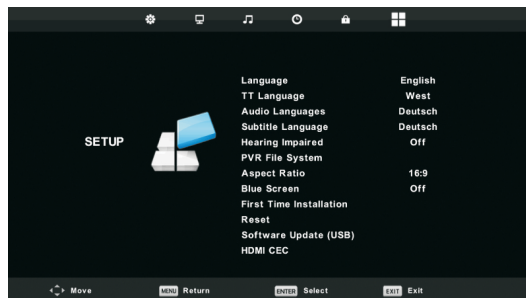 Language English
TT Language West
Audio Languages Deutsch
Subtitle Language Deutsch
SETUP
Hearing Impaired Off
PVR File System
Aspect Ratio 16:9
Blue Screen Off
First Time Installation
Reset
Software Update (USB)
HDMI CEC
Move MENU Return ENTER Select EXIT Exit